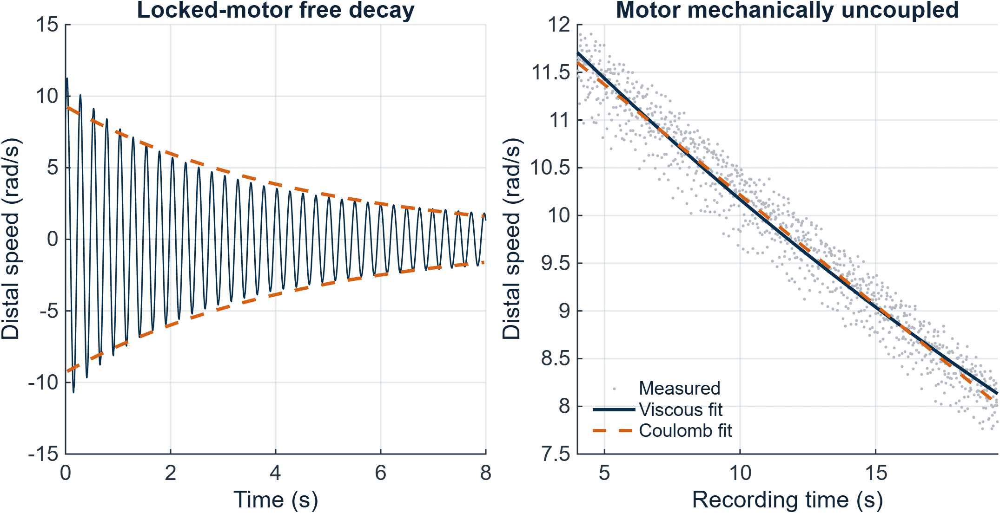 Locked-motor free decay
15
10
5
0
-5
-10
-15
0 2 4 6 8
Time (s)
Distal speed (rad/s)
Motor mechanically uncoupled
12
11.5
11
10.5
10
9.5
9
8.5
8
7.5
5 10 15
Recording time (s)
Distal speed (rad/s)
Measured
Viscous fit
Coulomb fit